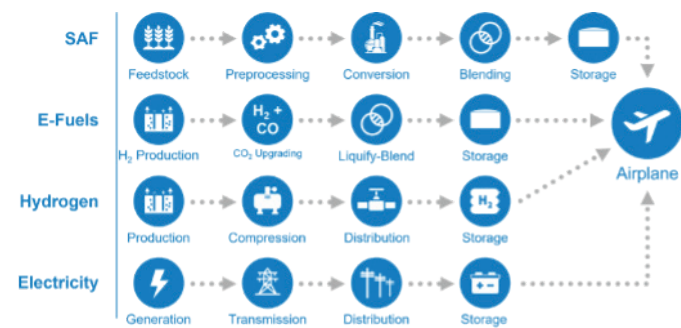 SAF
Feedstock
Preprocessing
Conversion
Blending
Storage
E-Fuels
H₂ Production
H₂ +
CO
CO₂ Upgrading
Liquify-Blend
Storage
Airplane
Hydrogen
Production
Compression
Distribution
H₂
Storage
Electricity
Generation
Transmission
Distribution
Storage